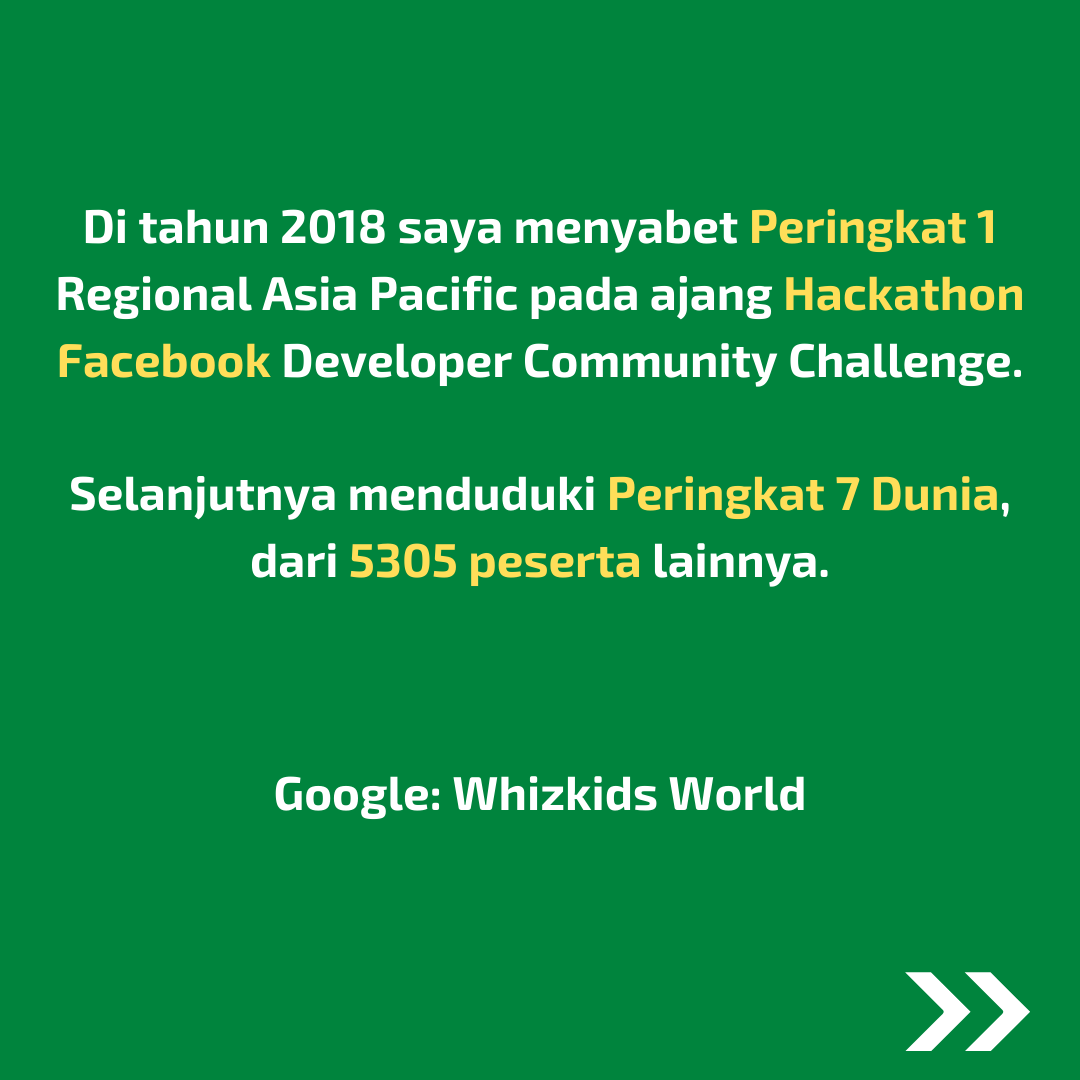 Di tahun 2018 saya menyabet Peringkat 1
Regional Asia Pacific pada ajang Hackathon
Facebook Developer Community Challenge.
Selanjutnya menduduki Peringkat 7 Dunia,
dari 5305 peserta lainnya.
Google: Whizkids World